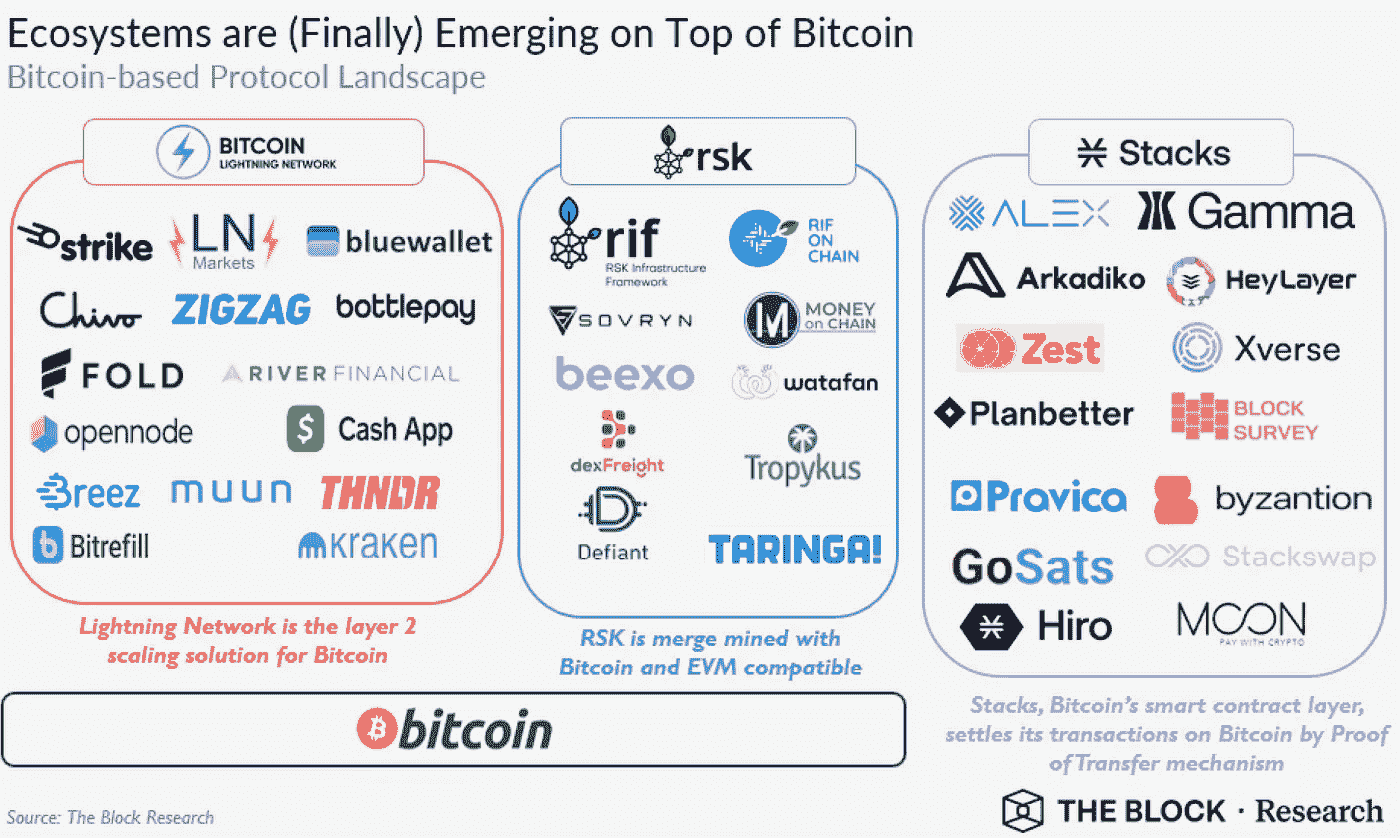 Ecosystems are (Finally) Emerging on Top of Bitcoin
Bitcoin-based Protocol Landscape
BITCOIN
LIGHTNING NETWORK
strike
LN
Markets
bluewallet
Chivo
ZIGZAG
bottlepay
FOLD
RIVER FINANCIAL
opennode
Cash App
Breez
muun
THNDR
Bitrefill
kraken
Lightning Network is the layer 2
scaling solution for Bitcoin
rsk
rif
RSK Infrastructure
Framework
RIF
ON
CHAIN
SOVRYN
MONEY
on CHAIN
beexo
watafan
dexFreight
Tropykus
Defiant
TARINGA!
RSK is merge mined with
Bitcoin and EVM compatible
Stacks
ALEX
Gamma
Arkadiko
HeyLayer
Zest
Xverse
Planbetter
BLOCK
SURVEY
Pravica
byzantion
GoSats
Stackswap
Hiro
MOON
PAY WITH CRYPTO
Stacks, Bitcoin's smart contract layer,
settles its transactions on Bitcoin by Proof
of Transfer mechanism
bitcoin
Source: The Block Research
THE BLOCK · Research